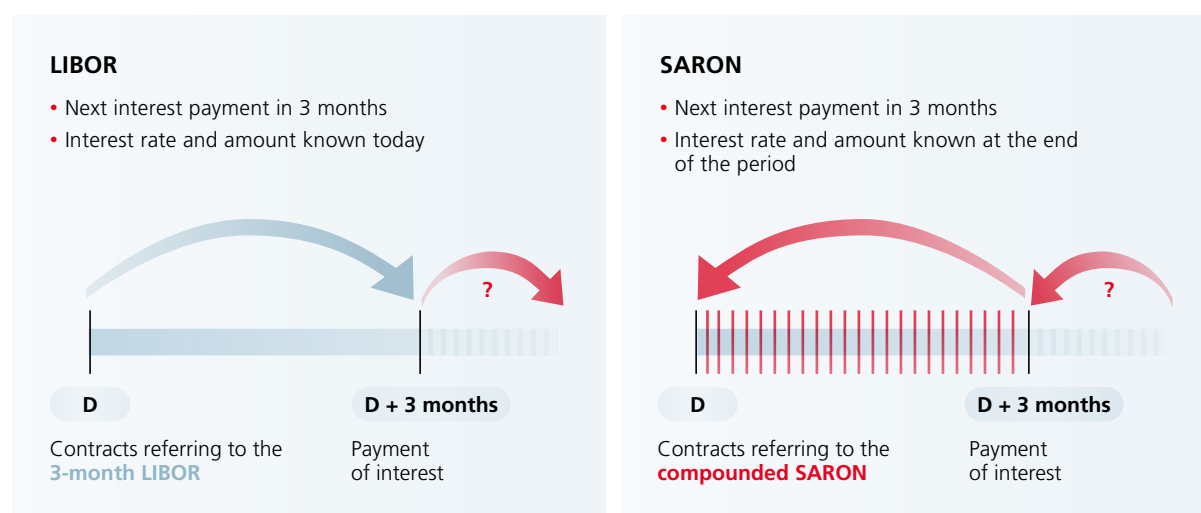 LIBOR
• Next interest payment in 3 months
• Interest rate and amount known today
?
D
D + 3 months
Contracts referring to the
3-month LIBOR
Payment
of interest
SARON
• Next interest payment in 3 months
• Interest rate and amount known at the end
of the period
?
D
D + 3 months
Contracts referring to the
compounded SARON
Payment
of interest